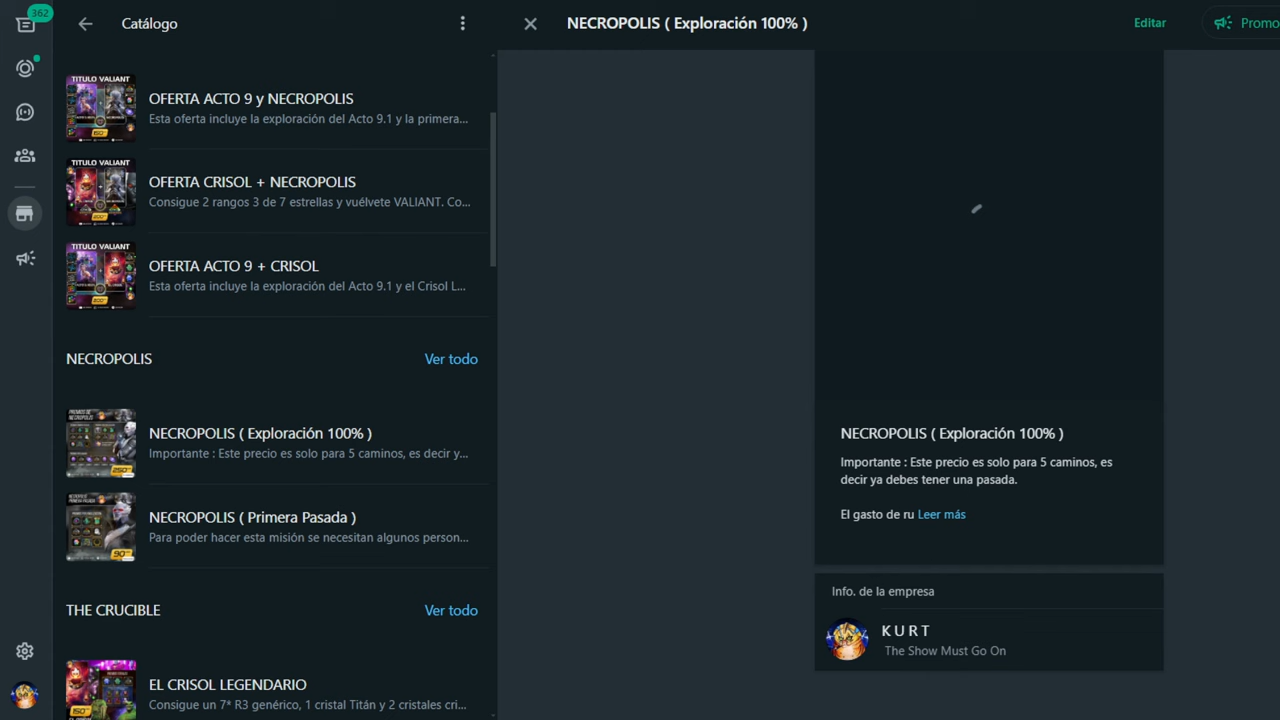 362
Catálogo
NECROPOLIS ( Exploración 100% )
Editar
Promo
TITULO VALIANT
OFERTA ACTO 9 y NECROPOLIS
Esta oferta incluye la exploración del Acto 9.1 y la primera...
TITULO VALIANT
OFERTA CRISOL + NECROPOLIS
Consigue 2 rangos 3 de 7 estrellas y vuélvete VALIANT. Co...
TITULO VALIANT
OFERTA ACTO 9 + CRISOL
Esta oferta incluye la exploración del Acto 9.1 y el Crisol L...
NECROPOLIS
Ver todo
NECROPOLIS ( Exploración 100% )
Importante : Este precio es solo para 5 caminos, es decir y...
NECROPOLIS ( Primera Pasada )
Para poder hacer esta misión se necesitan algunos person...
THE CRUCIBLE
Ver todo
EL CRISOL LEGENDARIO
Consigue un 7* R3 genérico, 1 cristal Titán y 2 cristales cri...
NECROPOLIS ( Exploración 100% )
Importante : Este precio es solo para 5 caminos, es
decir ya debes tener una pasada.
El gasto de ru Leer más
Info. de la empresa
K U R T
The Show Must Go On